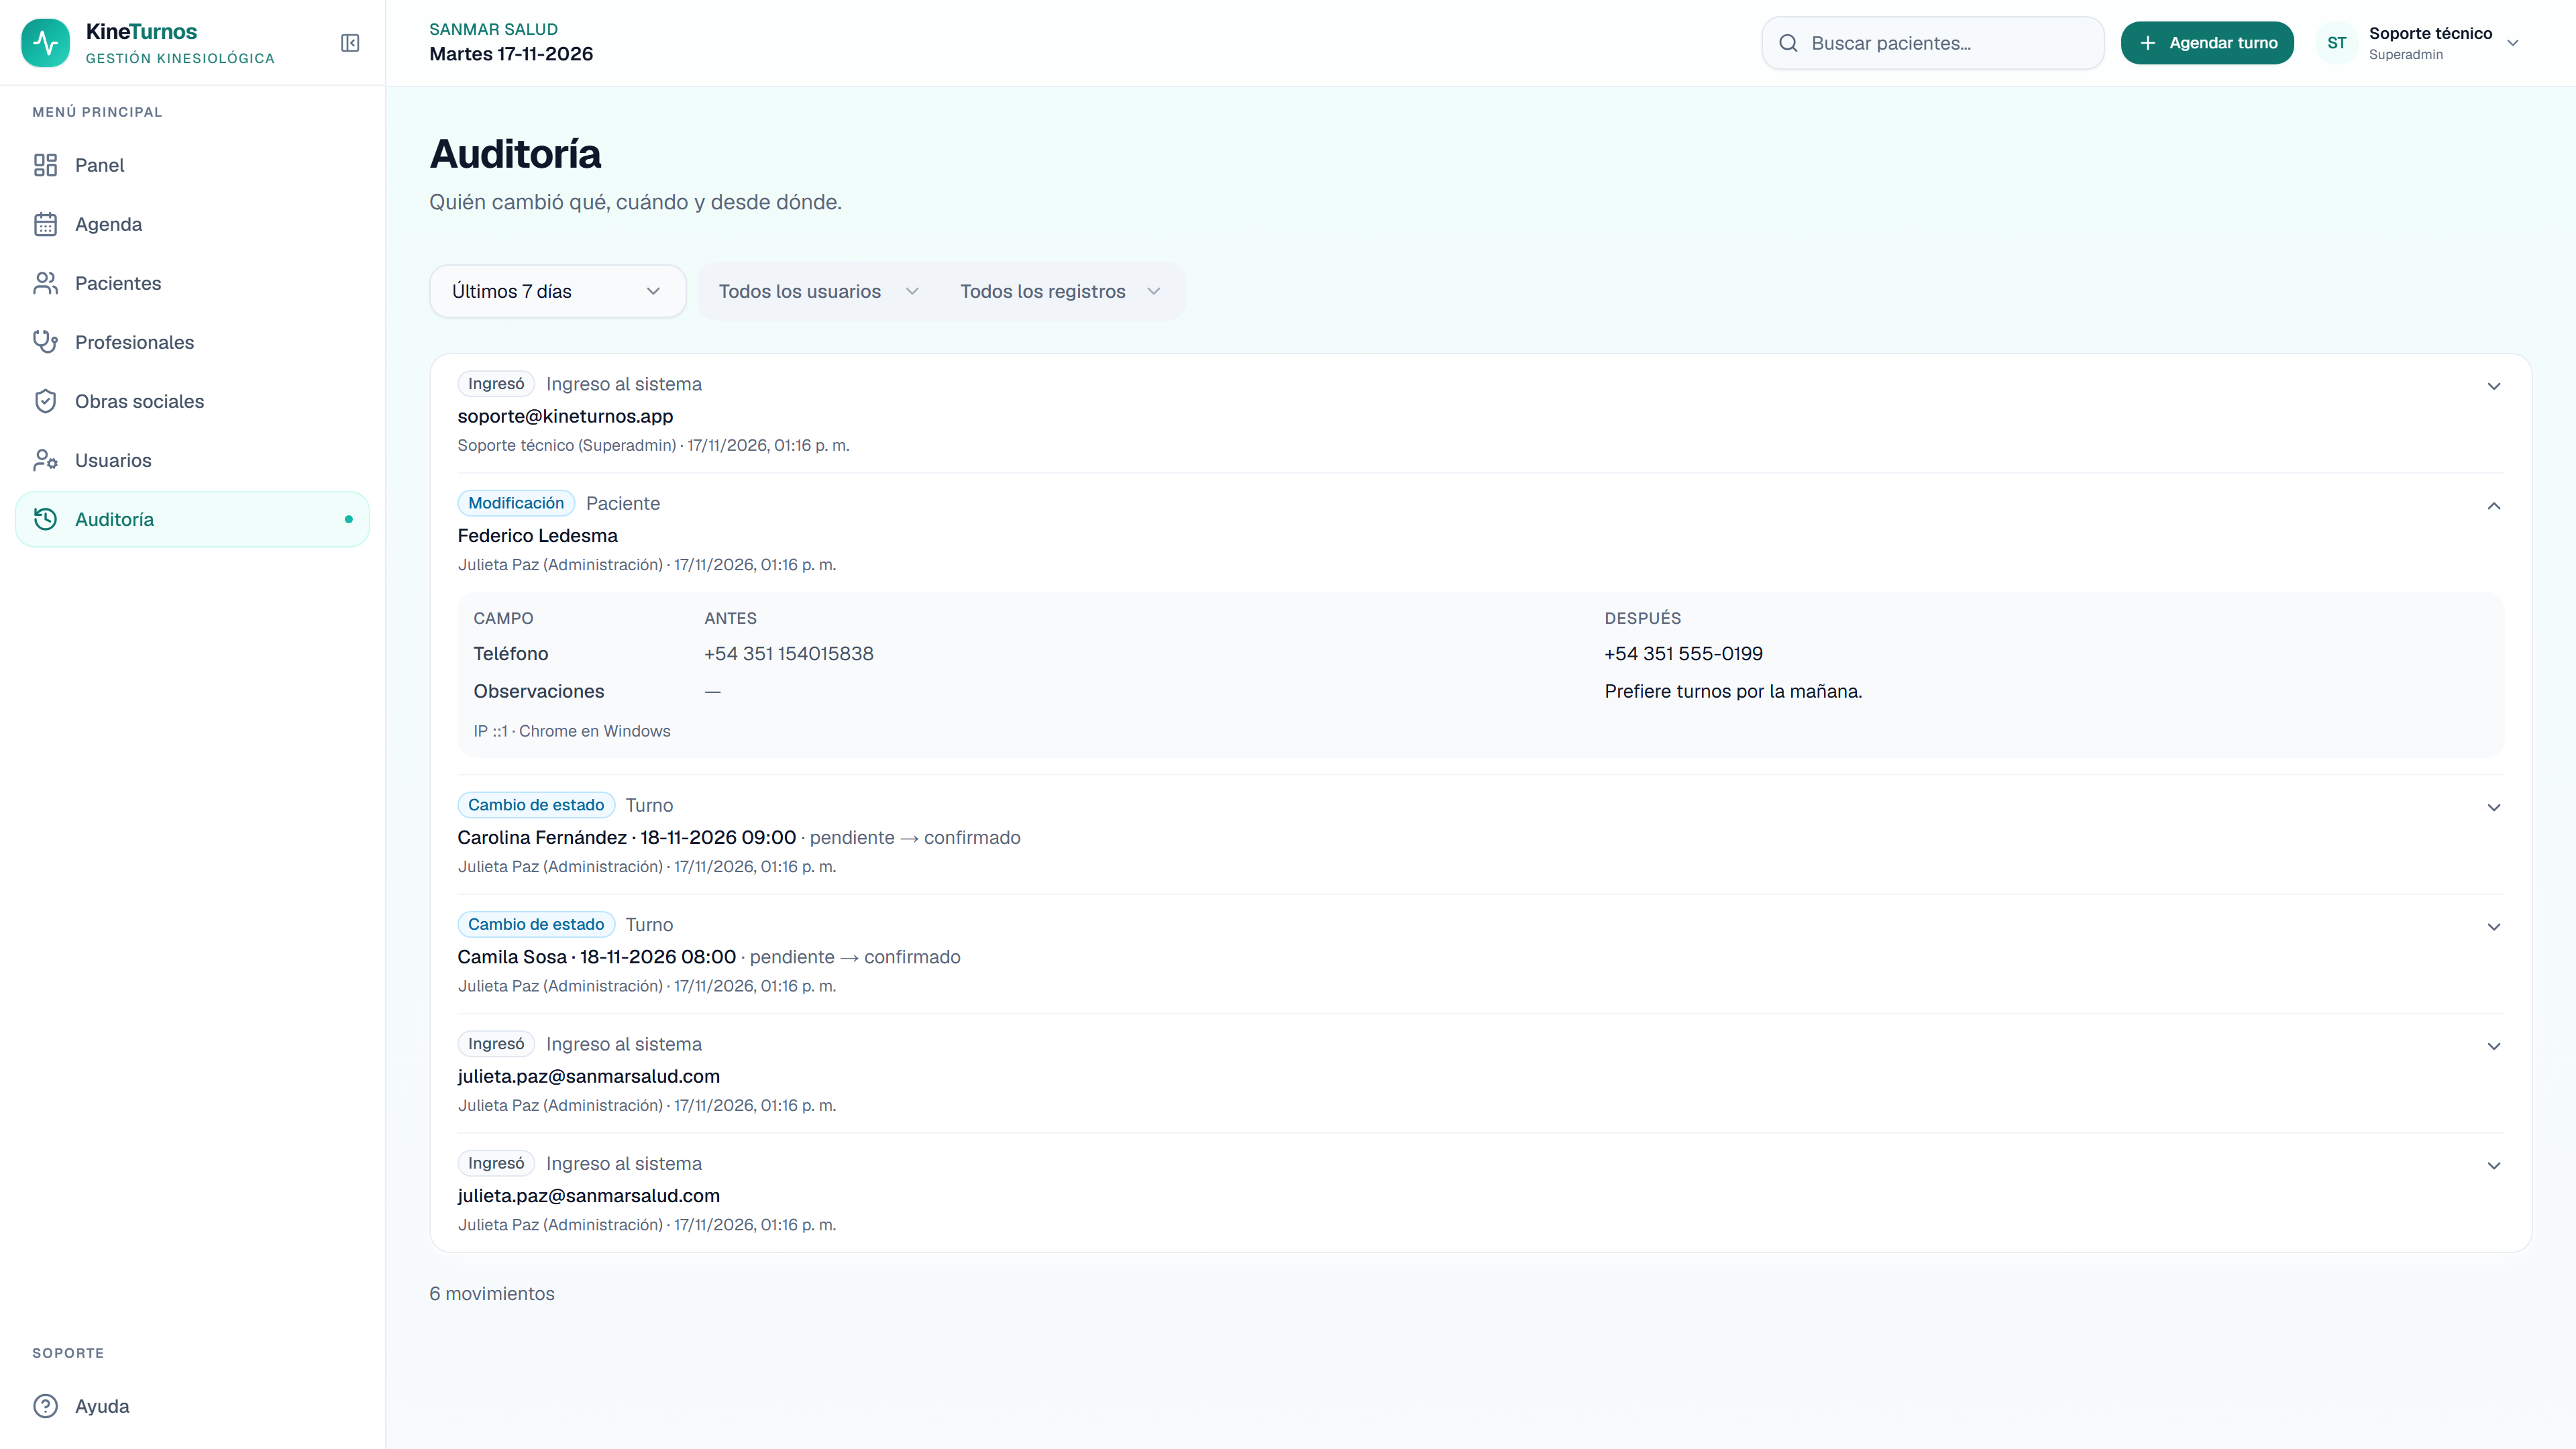 KineTurnos
GESTIÓN KINESIOLÓGICA
MENÚ PRINCIPAL
Panel
Agenda
Pacientes
Profesionales
Obras sociales
Usuarios
Auditoría
SOPORTE
Ayuda
SANMAR SALUD
Martes 17-11-2026
Buscar pacientes...
Agendar turno
ST
Soporte técnico
Superadmin
Auditoría
Quién cambió qué, cuándo y desde dónde.
Últimos 7 días
Todos los usuarios
Todos los registros
Ingresó Ingreso al sistema
soporte@kineturnos.app
Soporte técnico (Superadmin) · 17/11/2026, 01:16 p. m.
Modificación Paciente
Federico Ledesma
Julieta Paz (Administración) · 17/11/2026, 01:16 p. m.
CAMPO ANTES DESPUÉS
Teléfono +54 351 154015838 +54 351 555-0199
Observaciones — Prefiere turnos por la mañana.
IP ::1 · Chrome en Windows
Cambio de estado Turno
Carolina Fernández · 18-11-2026 09:00 · pendiente → confirmado
Julieta Paz (Administración) · 17/11/2026, 01:16 p. m.
Cambio de estado Turno
Camila Sosa · 18-11-2026 08:00 · pendiente → confirmado
Julieta Paz (Administración) · 17/11/2026, 01:16 p. m.
Ingresó Ingreso al sistema
julieta.paz@sanmarsalud.com
Julieta Paz (Administración) · 17/11/2026, 01:16 p. m.
Ingresó Ingreso al sistema
julieta.paz@sanmarsalud.com
Julieta Paz (Administración) · 17/11/2026, 01:16 p. m.
6 movimientos